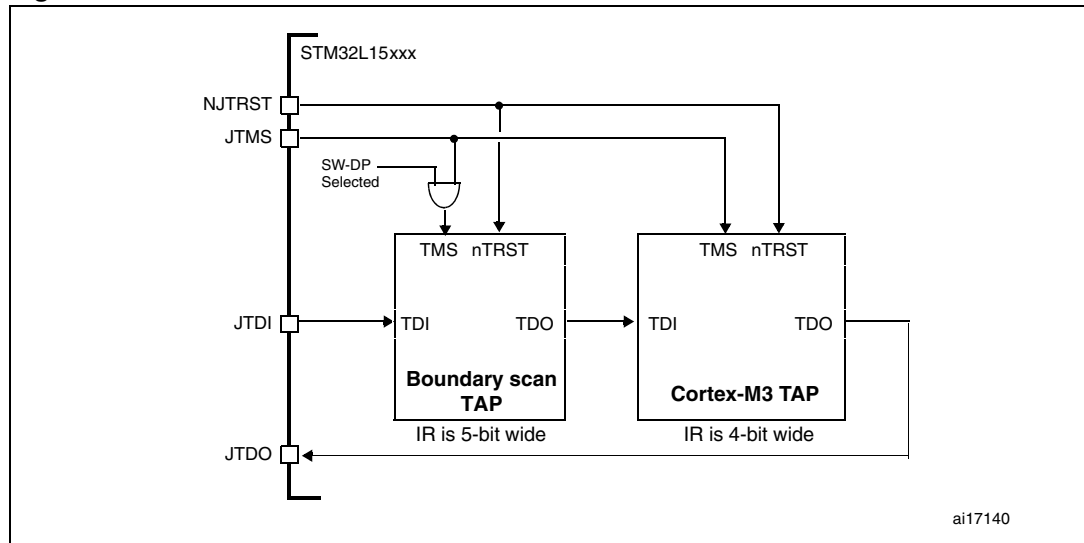 STM32L15xxx
NJTRST
JTMS
SW-DP
Selected
TMS nTRST
TMS nTRST
JTDI
TDI
TDO
TDI
TDO
Boundary scan
TAP
Cortex-M3 TAP
IR is 5-bit wide
IR is 4-bit wide
JTDO
ai17140